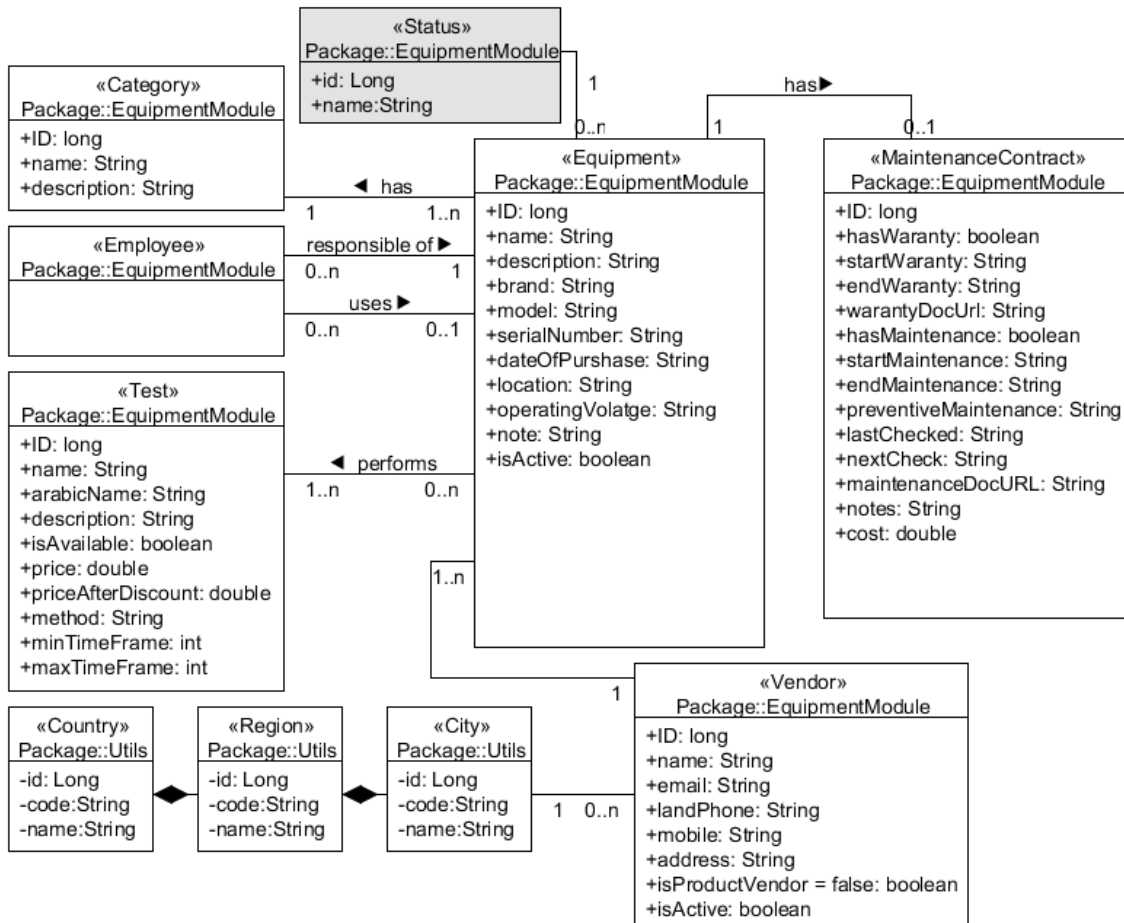 «Status»
Package::EquipmentModule
+id: Long
+name:String
«Category»
Package::EquipmentModule
+ID: long
+name: String
+description: String
1
0..n
has►
1
0..1
«Equipment»
Package::EquipmentModule
+ID: long
+name: String
+description: String
+brand: String
+model: String
+serialNumber: String
+dateOfPurshase: String
+location: String
+operatingVolatge: String
+note: String
+isActive: boolean
«MaintenanceContract»
Package::EquipmentModule
+ID: long
+hasWaranty: boolean
+startWaranty: String
+endWaranty: String
+warantyDocUrl: String
+hasMaintenance: boolean
+startMaintenance: String
+endMaintenance: String
+preventiveMaintenance: String
+lastChecked: String
+nextCheck: String
+maintenanceDocURL: String
+notes: String
+cost: double
◄ has
1
1..n
«Employee»
Package::EquipmentModule
responsible of►
0..n
1
uses ►
0..n
0..1
«Test»
Package::EquipmentModule
+ID: long
+name: String
+arabicName: String
+description: String
+isAvailable: boolean
+price: double
+priceAfterDiscount: double
+method: String
+minTimeFrame: int
+maxTimeFrame: int
◄ performs
1..n
0..n
1..n
1
«Country»
Package::Utils
-id: Long
-code:String
-name:String
«Region»
Package::Utils
-id: Long
-code:String
-name:String
«City»
Package::Utils
-id: Long
-code:String
-name:String
1
0..n
«Vendor»
Package::EquipmentModule
+ID: long
+name: String
+email: String
+landPhone: String
+mobile: String
+address: String
+isProductVendor = false: boolean
+isActive: boolean